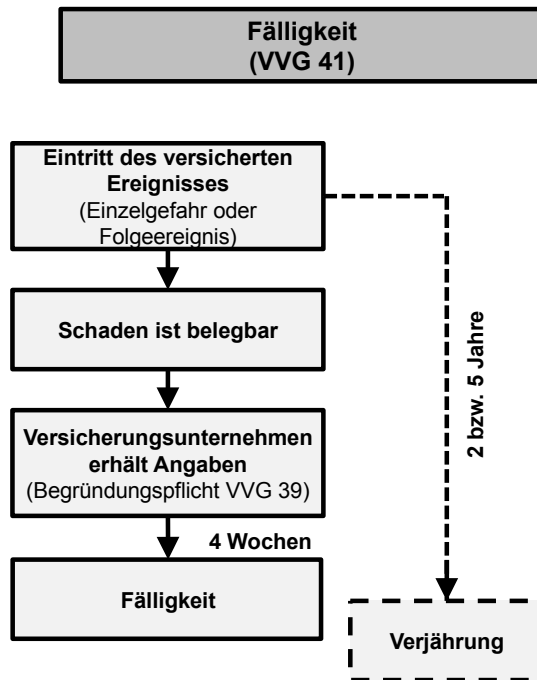 Fälligkeit
(VVG 41)
Eintritt des versicherten
Ereignisses
(Einzelgefahr oder
Folgeereignis)
Schaden ist belegbar
Versicherungsunternehmen
erhält Angaben
(Begründungspflicht VVG 39)
4 Wochen
Fälligkeit
2 bzw. 5 Jahre
Verjährung